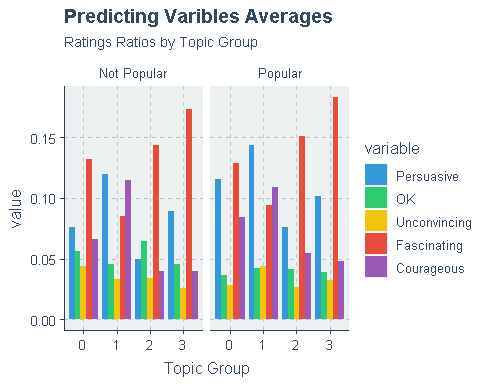 Predicting Varibles Averages
Ratings Ratios by Topic Group
Not Popular
Popular
value
0.15
0.10
0.05
0.00
0 1 2 3
0 1 2 3
Topic Group
variable
Persuasive
OK
Unconvincing
Fascinating
Courageous